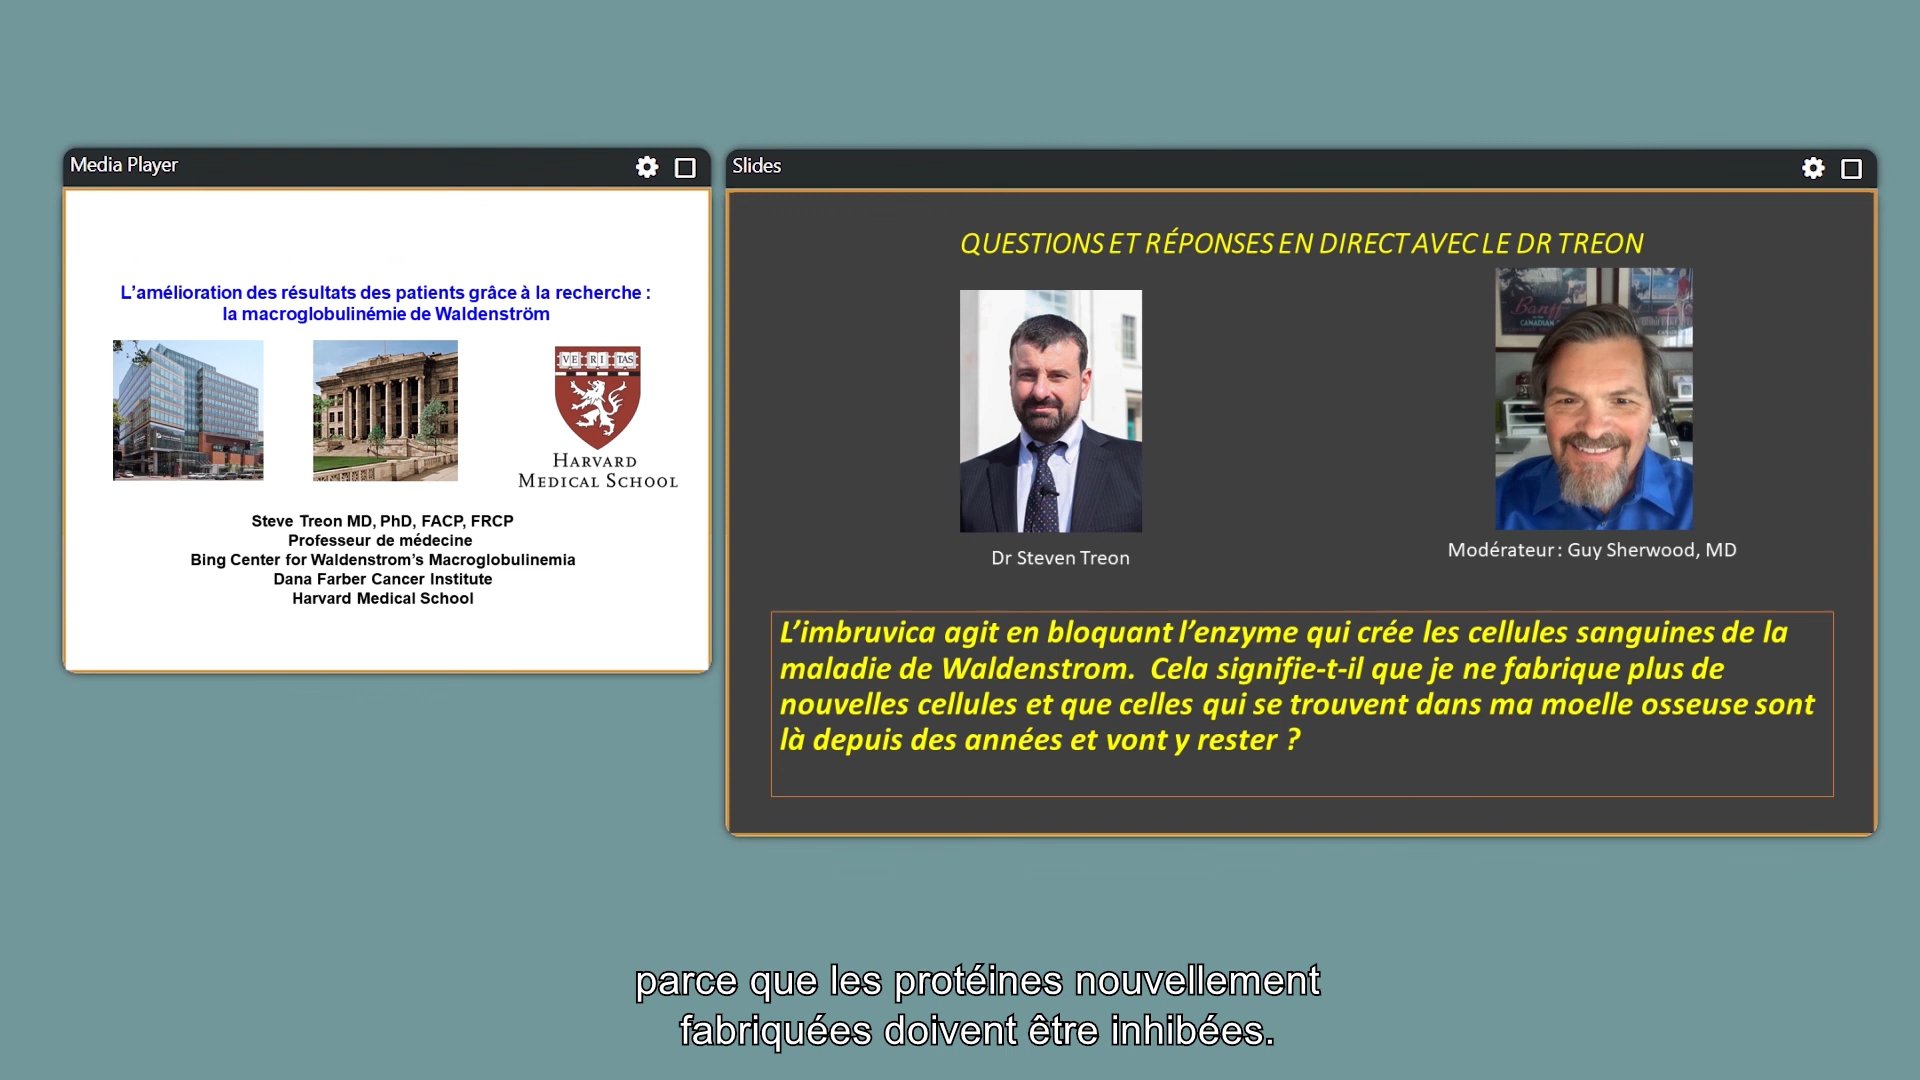 Media Player
L'amélioration des résultats des patients grâce à la recherche :
la macroglobulinémie de Waldenström
VE RI TAS
HARVARD
MEDICAL SCHOOL
Steve Treon MD, PhD, FACP, FRCP
Professeur de médecine
Bing Center for Waldenstrom's Macroglobulinemia
Dana Farber Cancer Institute
Harvard Medical School
Slides
QUESTIONS ET RÉPONSES EN DIRECT AVEC LE DR TREON
Banff
CANADIAN
Dr Steven Treon
Modérateur : Guy Sherwood, MD
L'imbruvica agit en bloquant l'enzyme qui crée les cellules sanguines de la
maladie de Waldenstrom. Cela signifie-t-il que je ne fabrique plus de
nouvelles cellules et que celles qui se trouvent dans ma moelle osseuse sont
là depuis des années et vont y rester ?
parce que les protéines nouvellement
fabriquées doivent être inhibées.